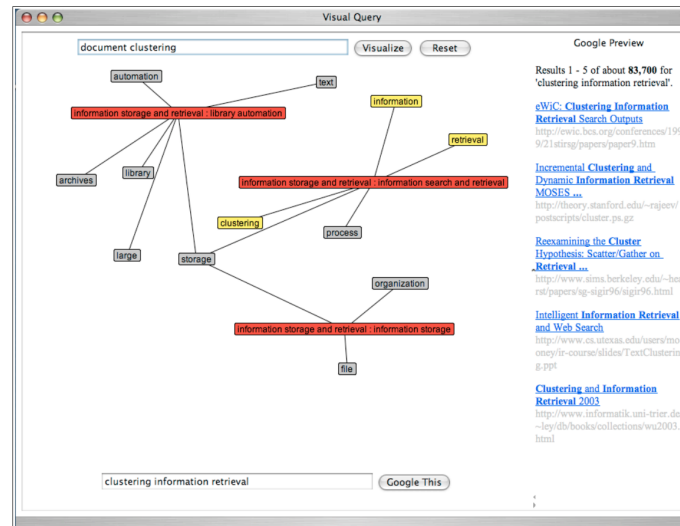 Visual Query
document clustering
Visualize
Reset
automation
text
information storage and retrieval : library automation
information
retrieval
archives
library
information storage and retrieval : information search and retrieval
clustering
process
large
storage
organization
information storage and retrieval : information storage
file
clustering information retrieval
Google This
Google Preview
Results 1 - 5 of about 83,700 for
'clustering information retrieval'.
eWiC: Clustering Information
Retrieval Search Outputs
http://ewic.bcs.org/conferences/199
9/21stirsg/papers/paper9.htm
Incremental Clustering and
Dynamic Information Retrieval
MOSES ...
http://theory.stanford.edu/~rajeev/
postscripts/cluster.ps.gz
Reexamining the Cluster
Hypothesis: Scatter/Gather on
Retrieval ...
http://www.sims.berkeley.edu/~hea
rst/papers/sg-sigir96/sigir96.html
Intelligent Information Retrieval
and Web Search
http://www.cs.utexas.edu/users/mo
oney/ir-course/slides/TextClusterin
g.ppt
Clustering and Information
Retrieval 2003
http://www.informatik.uni-trier.de
~ley/db/books/collections/wu2003.
html